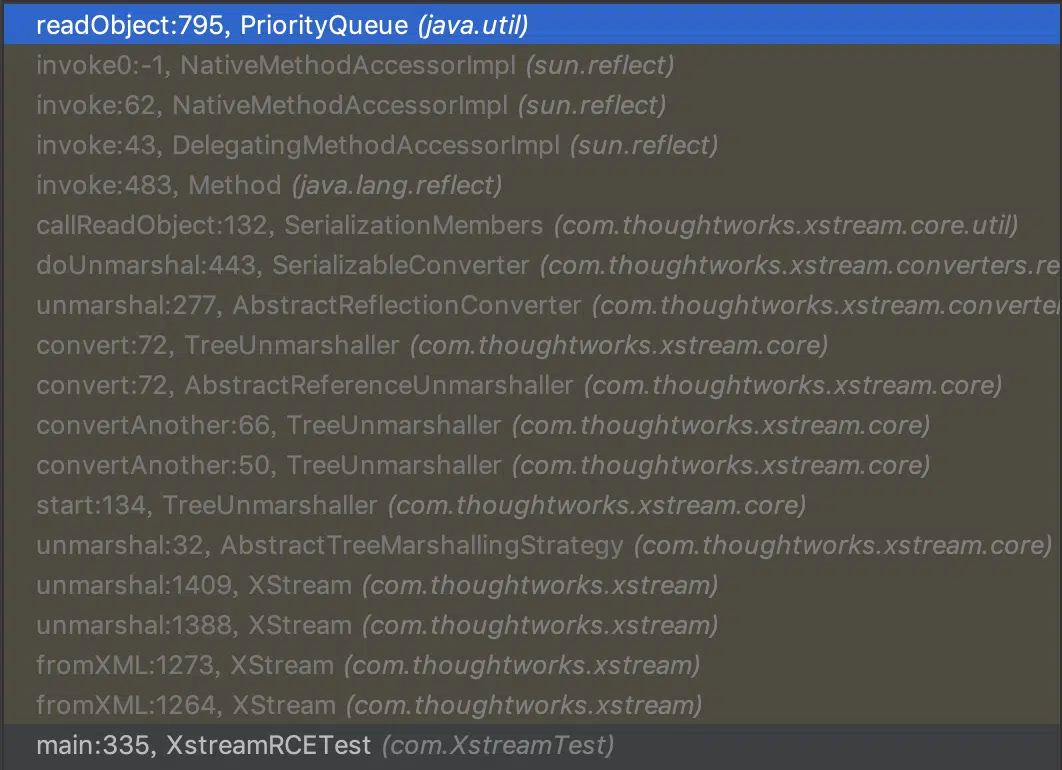 readObject:795, PriorityQueue (java.util)
invoke0:-1, NativeMethodAccessorImpl (sun.reflect)
invoke:62, NativeMethodAccessorImpl (sun.reflect)
invoke:43, DelegatingMethodAccessorImpl (sun.reflect)
invoke:483, Method (java.lang.reflect)
callReadObject:132, SerializationMembers (com.thoughtworks.xstream.core.util)
doUnmarshal:443, SerializableConverter (com.thoughtworks.xstream.converters.re
unmarshal:277, AbstractReflectionConverter (com.thoughtworks.xstream.converter
convert:72, TreeUnmarshaller (com.thoughtworks.xstream.core)
convert:72, AbstractReferenceUnmarshaller (com.thoughtworks.xstream.core)
convertAnother:66, TreeUnmarshaller (com.thoughtworks.xstream.core)
convertAnother:50, TreeUnmarshaller (com.thoughtworks.xstream.core)
start:134, TreeUnmarshaller (com.thoughtworks.xstream.core)
unmarshal:32, AbstractTreeMarshallingStrategy (com.thoughtworks.xstream.core)
unmarshal:1409, XStream (com.thoughtworks.xstream)
unmarshal:1388, XStream (com.thoughtworks.xstream)
fromXML:1273, XStream (com.thoughtworks.xstream)
fromXML:1264, XStream (com.thoughtworks.xstream)
main:335, XstreamRCETest (com.XstreamTest)